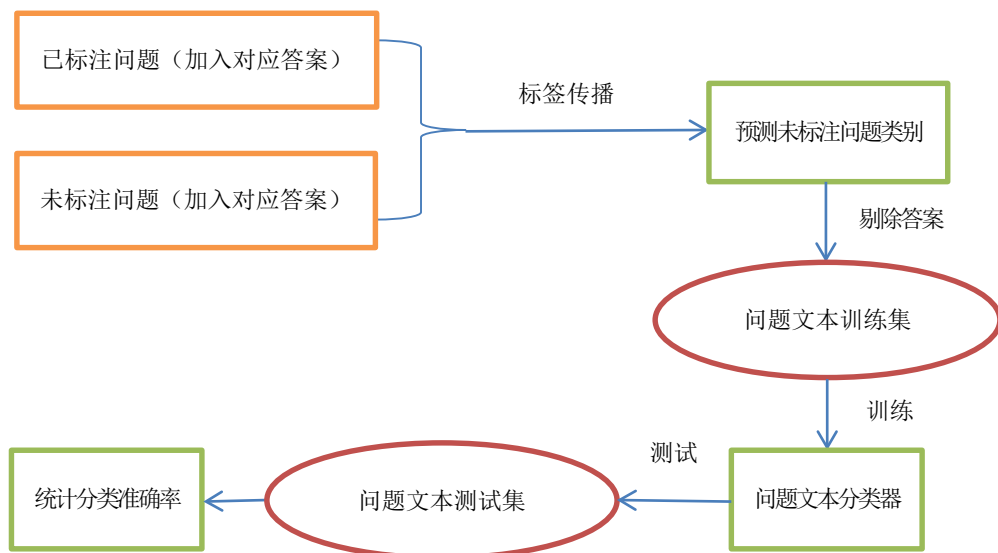 已标注问题（加入对应答案）
标签传播
预测未标注问题类别
未标注问题（加入对应答案）
剔除答案
问题文本训练集
训练
测试
统计分类准确率
问题文本测试集
问题文本分类器